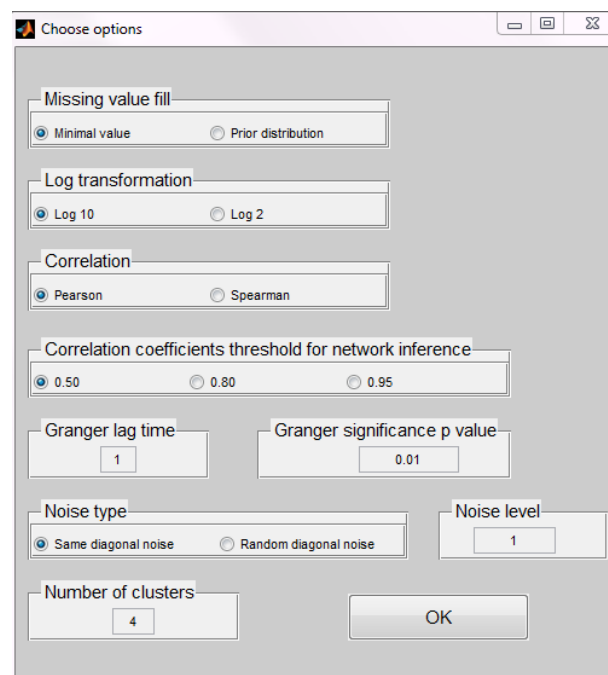 Choose options
Missing value fill
Minimal value Prior distribution
Log transformation
Log 10 Log 2
Correlation
Pearson Spearman
Correlation coefficients threshold for network inference
0.50 0.80 0.95
Granger lag time Granger significance p value
1 0.01
Noise type Noise level
Same diagonal noise Random diagonal noise 1
Number of clusters
4 OK